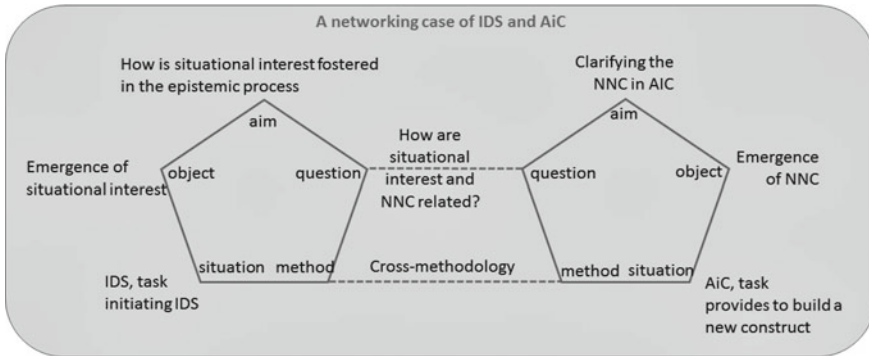 A networking case of IDS and AiC
How is situational interest fostered
in the epistemic process
Clarifying the
NNC in AIC
aim
aim
Emergence of
situational interest
object
question
How are
situational
interest and
NNC related?
question
object
Emergence
of NNC
situation
method
Cross-methodology
method
situation
IDS, task
initiating IDS
AiC, task
provides to build a
new construct